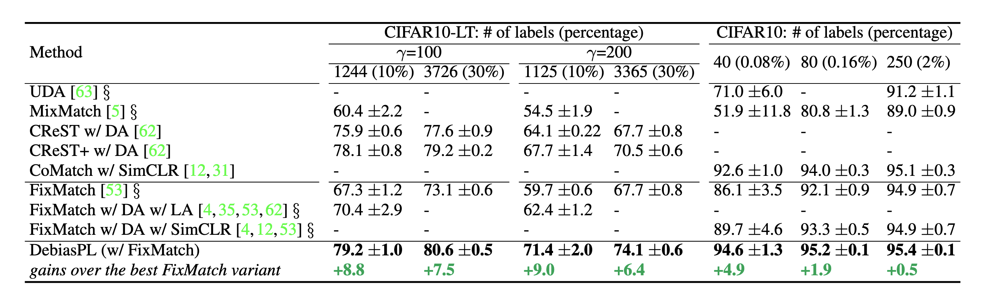 CIFAR10-LT: # of labels (percentage) CIFAR10: # of labels (percentage)
Method γ=100 γ=200
40 (0.08%) 80 (0.16%) 250 (2%)
1244 (10%) 3726 (30%) 1125 (10%) 3365 (30%)
UDA [63] § - - - - 71.0 ±6.0 - 91.2 ±1.1
MixMatch [5] § 60.4 ±2.2 - 54.5 ±1.9 - 51.9 ±11.8 80.8 ±1.3 89.0 ±0.9
CReST w/ DA [62] 75.9 ±0.6 77.6 ±0.9 64.1 ±0.22 67.7 ±0.8 - - -
CReST+ w/ DA [62] 78.1 ±0.8 79.2 ±0.2 67.7 ±1.4 70.5 ±0.6 - - -
CoMatch w/ SimCLR [12, 31] - - - - 92.6 ±1.0 94.0 ±0.3 95.1 ±0.3
FixMatch [53] § 67.3 ±1.2 73.1 ±0.6 59.7 ±0.6 67.7 ±0.8 86.1 ±3.5 92.1 ±0.9 94.9 ±0.7
FixMatch w/ DA w/ LA [4, 35, 53, 62] § 70.4 ±2.9 - 62.4 ±1.2 - - - -
FixMatch w/ DA w/ SimCLR [4, 12, 53] § - - - - 89.7 ±4.6 93.3 ±0.5 94.9 ±0.7
DebiasPL (w/ FixMatch) 79.2 ±1.0 80.6 ±0.5 71.4 ±2.0 74.1 ±0.6 94.6 ±1.3 95.2 ±0.1 95.4 ±0.1
gains over the best FixMatch variant +8.8 +7.5 +9.0 +6.4 +4.9 +1.9 +0.5